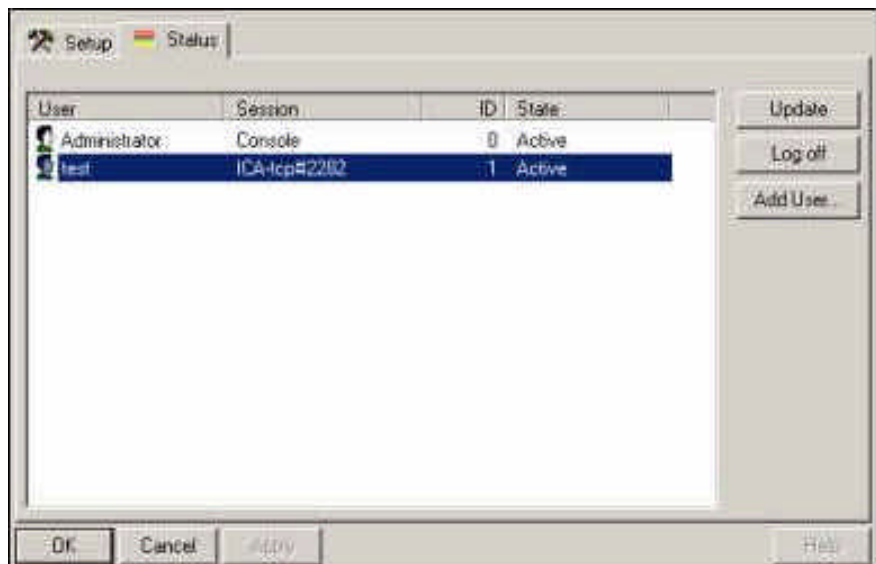 Setup Status
User Session ID State
Administrator Console 0 Active
test ICA-tcp#2282 1 Active
Update
Log off
Add User...
OK Cancel Apply Help